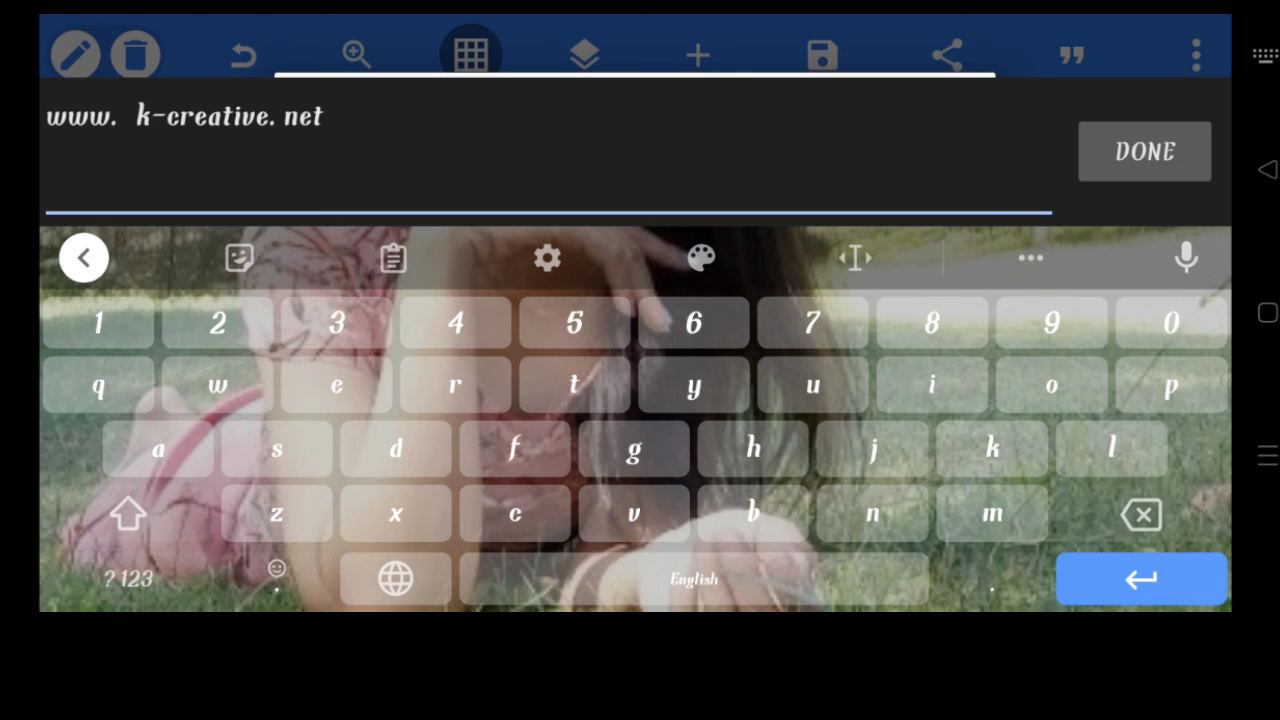 www. k-creative. net
DONE
1 2 3 4 5 6 7 8 9 0
q w e r t y u i o p
a s d f g h j k l
z x c v b n m
?123 , English .